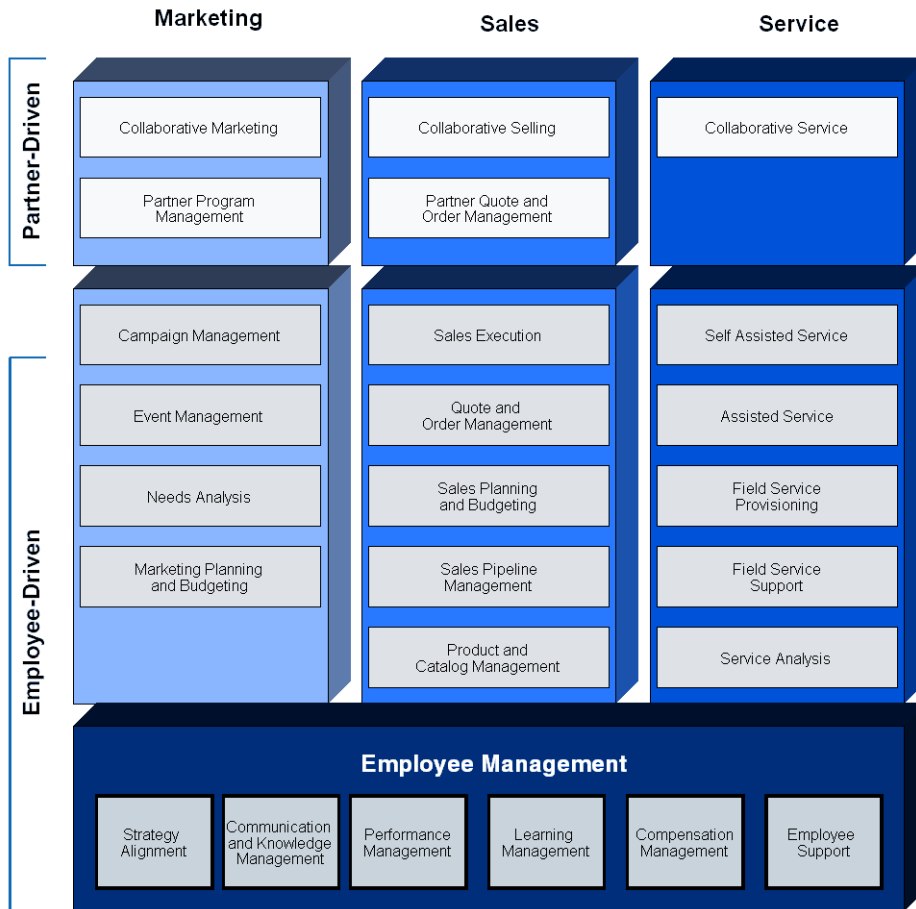 Marketing
Sales
Service
Partner-Driven
Collaborative Marketing
Collaborative Selling
Collaborative Service
Partner Program
Management
Partner Quote and
Order Management
Employee-Driven
Campaign Management
Sales Execution
Self Assisted Service
Event Management
Quote and
Order Management
Assisted Service
Needs Analysis
Sales Planning
and Budgeting
Field Service
Provisioning
Marketing Planning
and Budgeting
Sales Pipeline
Management
Field Service
Support
Product and
Catalog Management
Service Analysis
Employee Management
Strategy
Alignment
Communication
and Knowledge
Management
Performance
Management
Learning
Management
Compensation
Management
Employee
Support